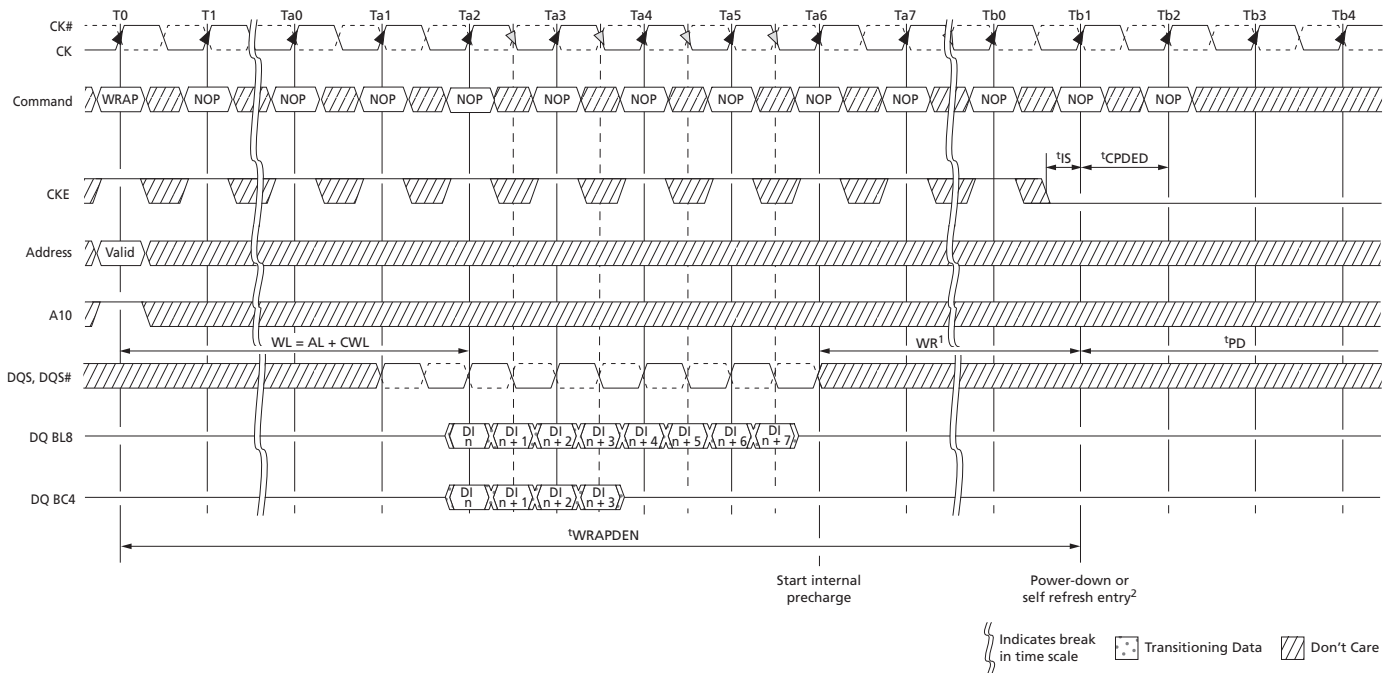 T0 T1 Ta0 Ta1 Ta2 Ta3 Ta4 Ta5 Ta6 Ta7 Tb0 Tb1 Tb2 Tb3 Tb4
CK#
CK
Command WRAP NOP NOP NOP NOP NOP NOP NOP NOP NOP NOP NOP NOP
tIS tCPDED
CKE
Address Valid
A10
WL = AL + CWL WR1 tPD
DQS, DQS#
DQ BL8 DI n DI n + 1 DI n + 2 DI n + 3 DI n + 4 DI n + 5 DI n + 6 DI n + 7
DQ BC4 DI n DI n + 1 DI n + 2 DI n + 3
tWRAPDEN
Start internal
precharge
Power-down or
self refresh entry2
Indicates break
in time scale
Transitioning Data
Don't Care